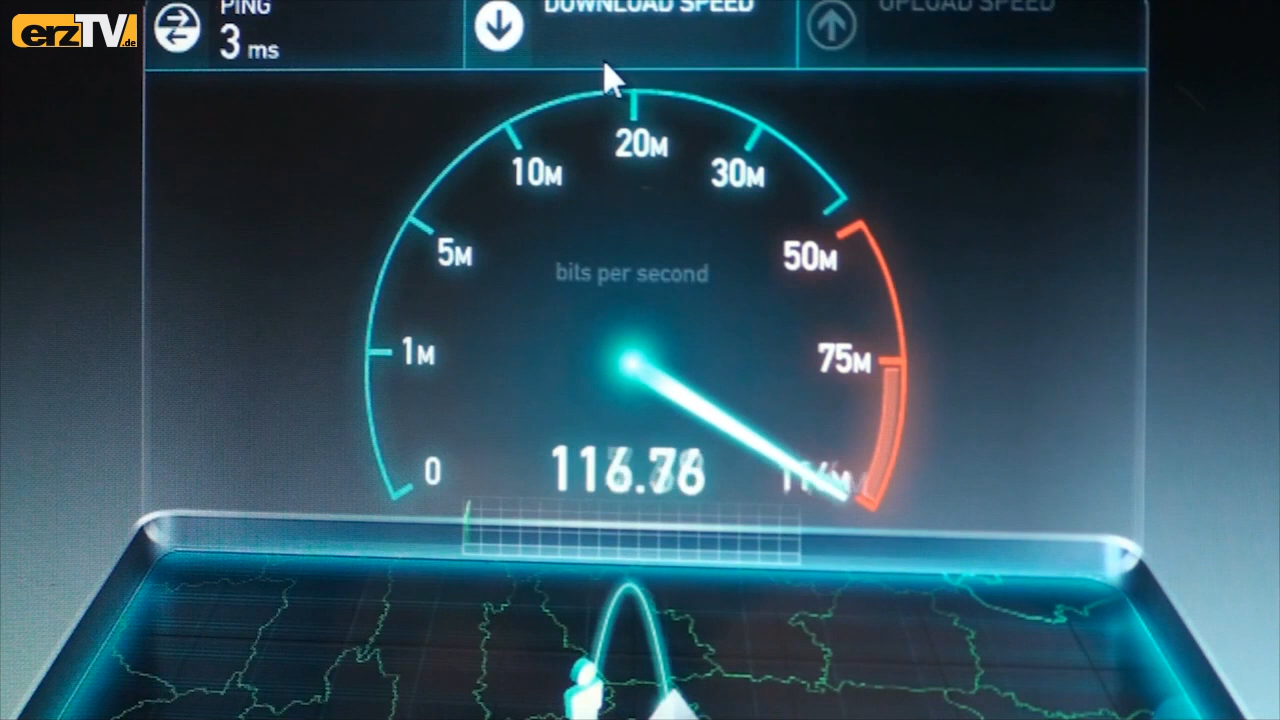 erzTV.de
PING
3 ms
DOWNLOAD SPEED
UPLOAD SPEED
20M
10M
30M
5M
50M
bits per second
1M
75M
0